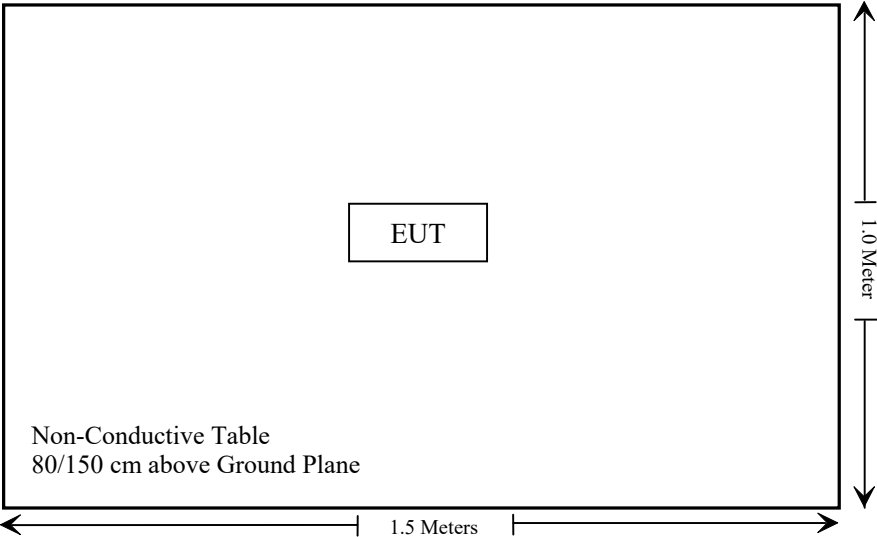 EUT
1.0 Meter
Non-Conductive Table
80/150 cm above Ground Plane
1.5 Meters